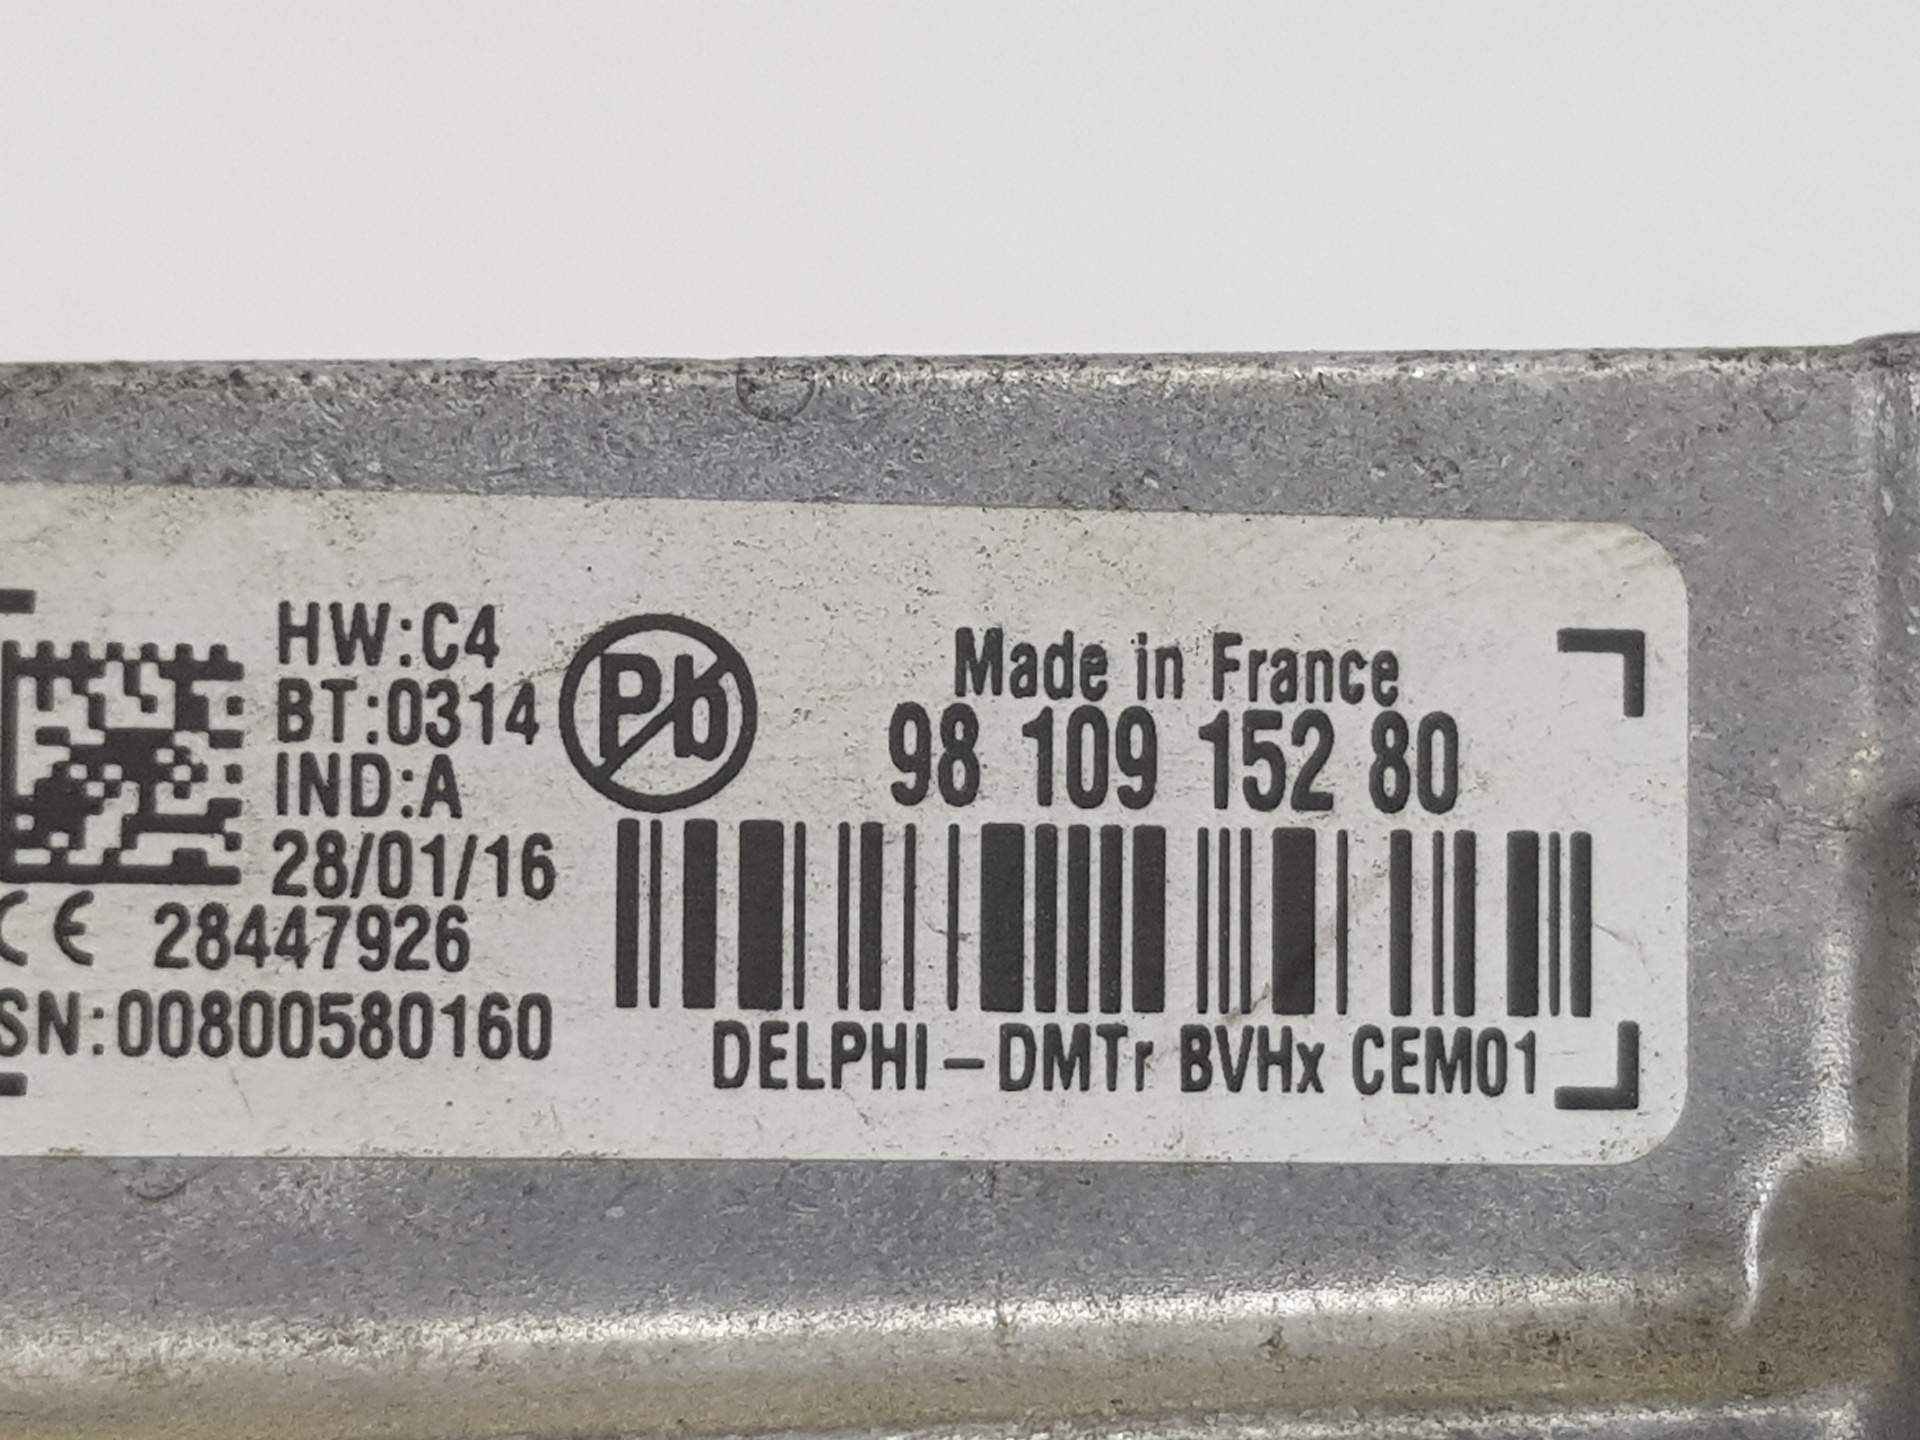 HW:C4
BT:0314
IND:A
28/01/16
CE 28447926
SN:00800580160
Pb
Made in France
98 109 152 80
DELPHI-DMTr BVHx CEM01